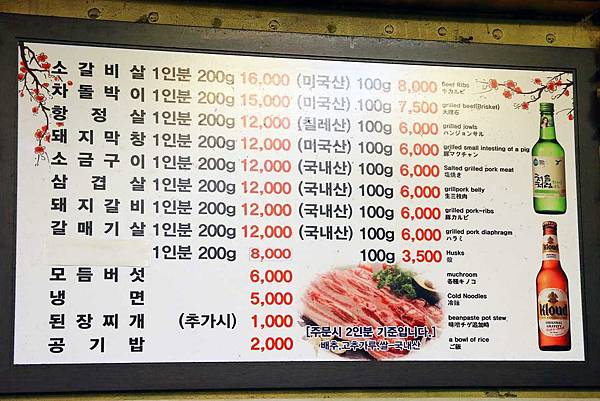 소갈비살 1인분 200g 16,000 (미국산) 100g 8,000 Beef Ribs 牛カルビ
차돌박이 1인분 200g 15,000 (미국산) 100g 7,500 grilled beef(brisket)
항정살 1인분 200g 12,000 (칠레산) 100g 6,000 grilled jowls ハンジョンサル
돼지막창 1인분 200g 12,000 (미국산) 100g 6,000 grilled small intesting of a pig 豚マクチャン
소금구이 1인분 200g 12,000 (국내산) 100g 6,000 Salted grilled pork meat 塩焼き
삼겹살 1인분 200g 12,000 (국내산) 100g 6,000 grillpork belly 生三枝肉
돼지갈비 1인분 200g 12,000 (국내산) 100g 6,000 grilled pork-ribs 豚カルビ
갈매기살 1인분 200g 12,000 (국내산) 100g 6,000 grilled pork diaphragm ハラミ
1인분 200g 8,000 100g 3,500 Husks
모듬버섯 6,000 muchroom 各種キノコ
냉면 5,000 Cold Noodles 冷麺
된장찌개 (추가시) 1,000 beanpaste pot stew 味噌チゲ追加時
공기밥 2,000 a bowl of rice ご飯
[주문시 2인분 기준입니다.]
배추,고추가루,쌀-국내산
kloud